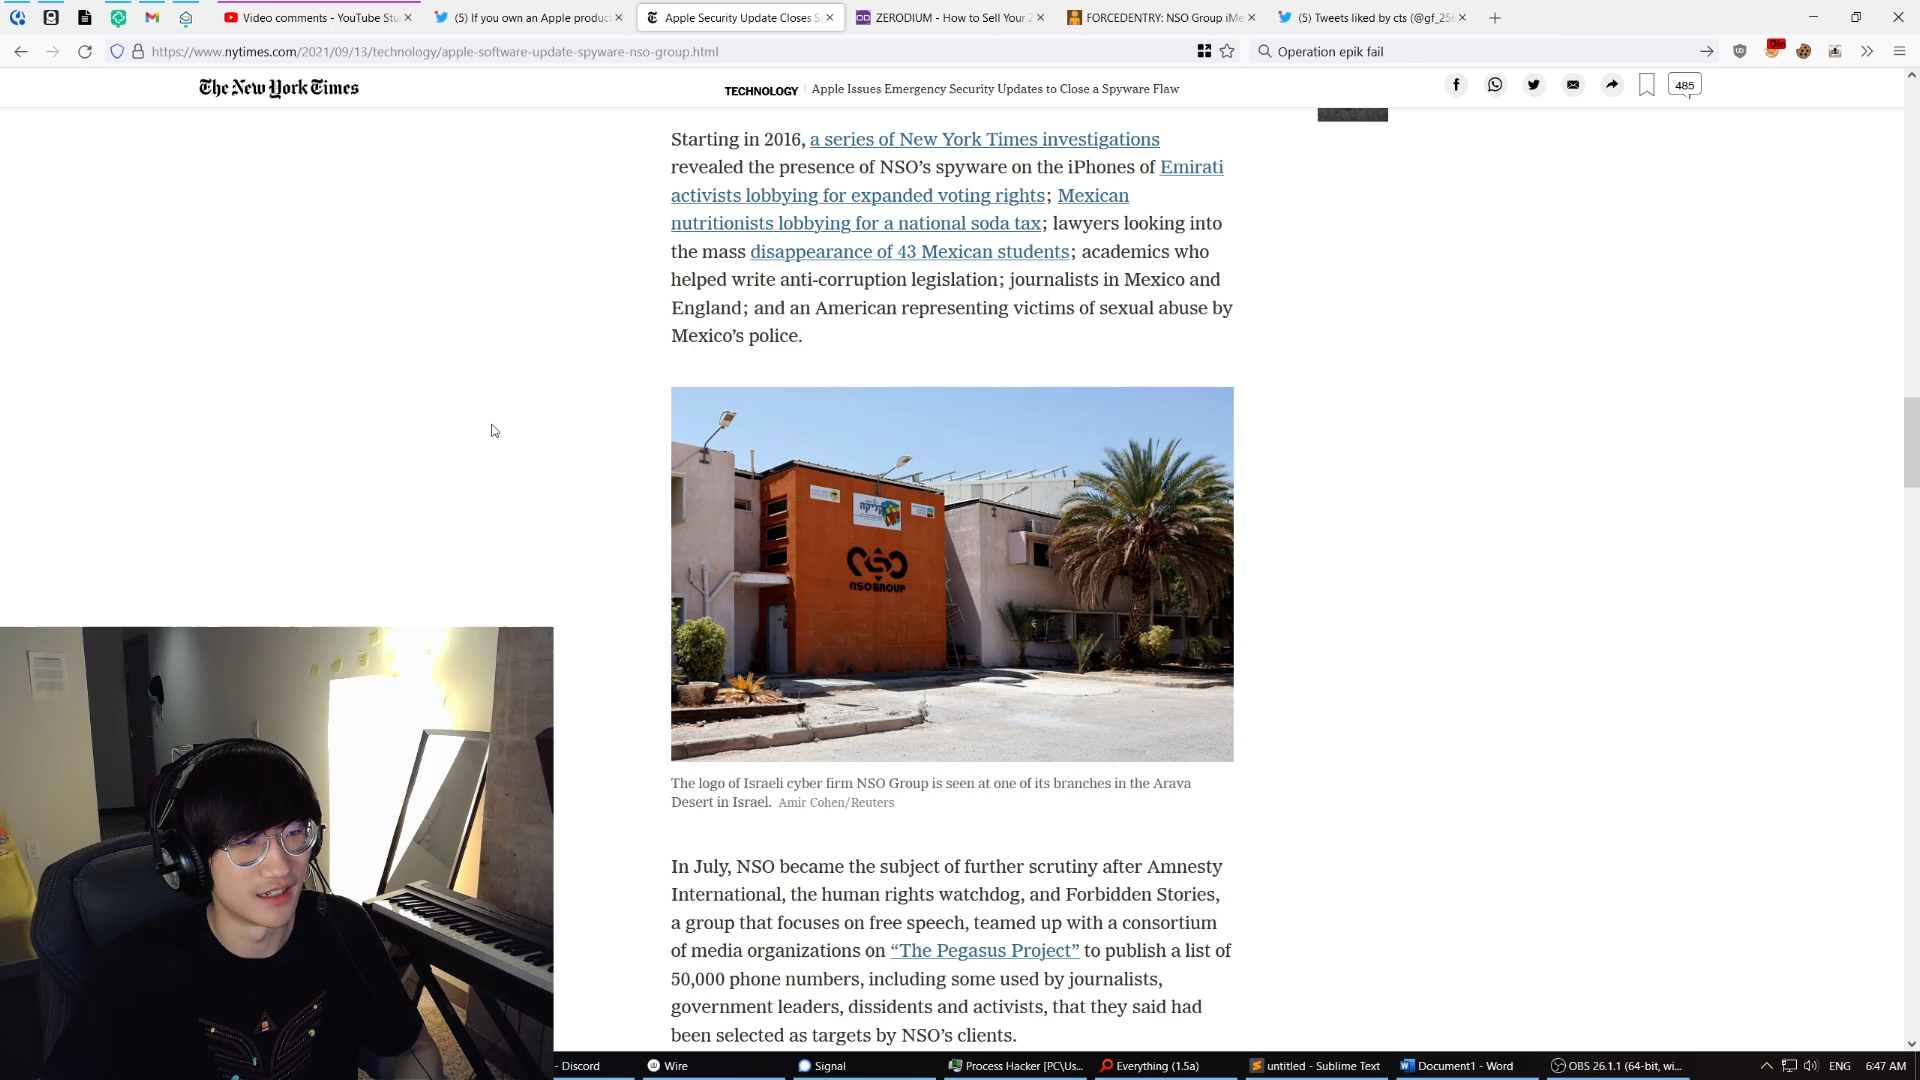 Video comments - YouTube Stu
(5) If you own an Apple product
Apple Security Update Closes S
ZERODIUM - How to Sell Your Z
FORCEDENTRY: NSO Group iMe
(5) Tweets liked by cts (@gf_256
https://www.nytimes.com/2021/09/13/technology/apple-software-update-spyware-nso-group.html
Operation epik fail
The New York Times
TECHNOLOGY
Apple Issues Emergency Security Updates to Close a Spyware Flaw
485
Starting in 2016, a series of New York Times investigations
revealed the presence of NSO’s spyware on the iPhones of Emirati
activists lobbying for expanded voting rights; Mexican
nutritionists lobbying for a national soda tax; lawyers looking into
the mass disappearance of 43 Mexican students; academics who
helped write anti-corruption legislation; journalists in Mexico and
England; and an American representing victims of sexual abuse by
Mexico’s police.
קליקה
NSOGROUP
The logo of Israeli cyber firm NSO Group is seen at one of its branches in the Arava
Desert in Israel. Amir Cohen/Reuters
In July, NSO became the subject of further scrutiny after Amnesty
International, the human rights watchdog, and Forbidden Stories,
a group that focuses on free speech, teamed up with a consortium
of media organizations on “The Pegasus Project” to publish a list of
50,000 phone numbers, including some used by journalists,
government leaders, dissidents and activists, that they said had
been selected as targets by NSO’s clients.
- Discord
Wire
Signal
Process Hacker [PC\Us...
Everything (1.5a)
untitled - Sublime Text
Document1 - Word
OBS 26.1.1 (64-bit, wi...
ENG
6:47 AM